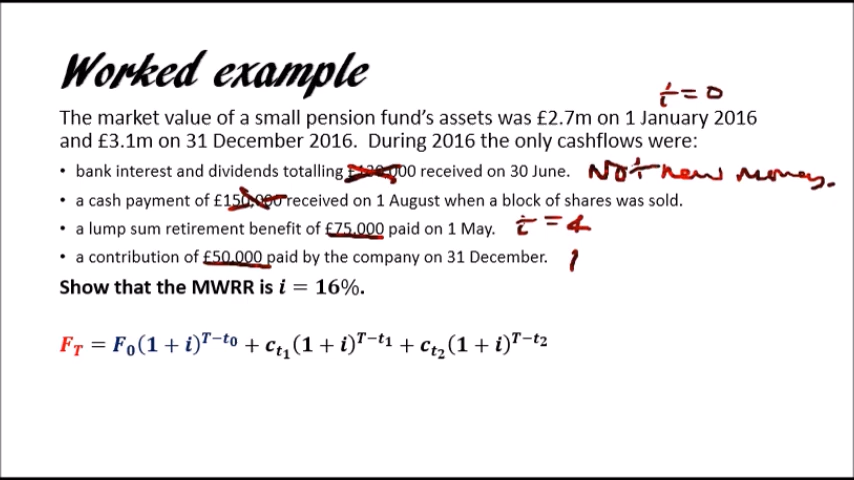 Worked example
t = 0
The market value of a small pension fund's assets was £2.7m on 1 January 2016
and £3.1m on 31 December 2016. During 2016 the only cashflows were:
• bank interest and dividends totalling 000 received on 30 June. Not new money.
• a cash payment of £150,000 received on 1 August when a block of shares was sold.
• a lump sum retirement benefit of £75,000 paid on 1 May. t = 4
• a contribution of £50,000 paid by the company on 31 December.
Show that the MWRR is i = 16%.
F_T = F_0(1 + i)^{T−t_0} + c_{t_1}(1 + i)^{T−t_1} + c_{t_2}(1 + i)^{T−t_2}